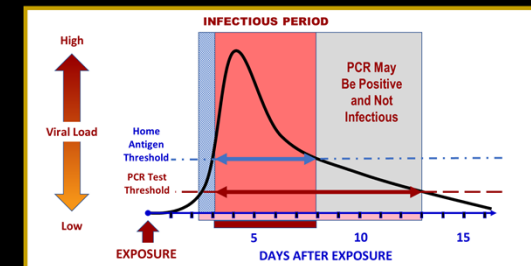 INFECTIOUS PERIOD
High
Viral Load
Low
Home
Antigen
Threshold
PCR Test
Threshold
PCR May
Be Positive
and Not
Infectious
5
10
15
EXPOSURE
DAYS AFTER EXPOSURE